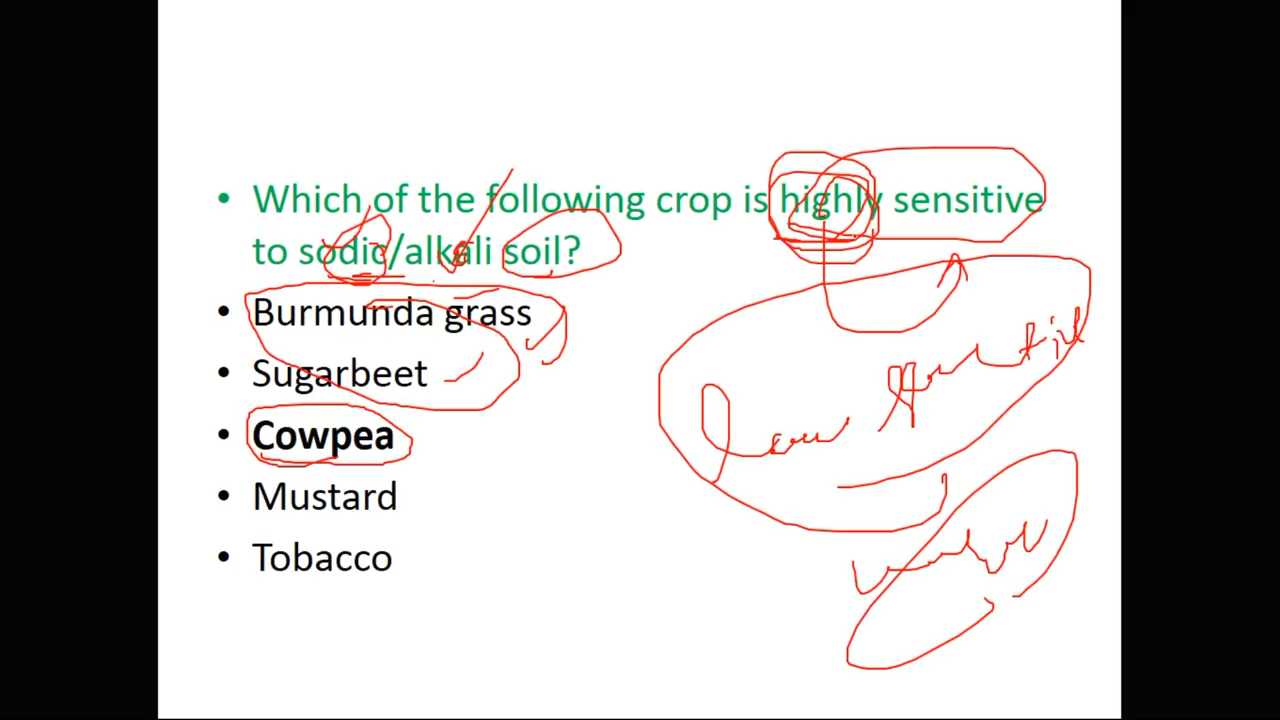 • Which of the following crop is highly sensitive
to sodic/alkali soil?
• Burmunda grass
• Sugarbeet
• Cowpea
• Mustard
• Tobacco